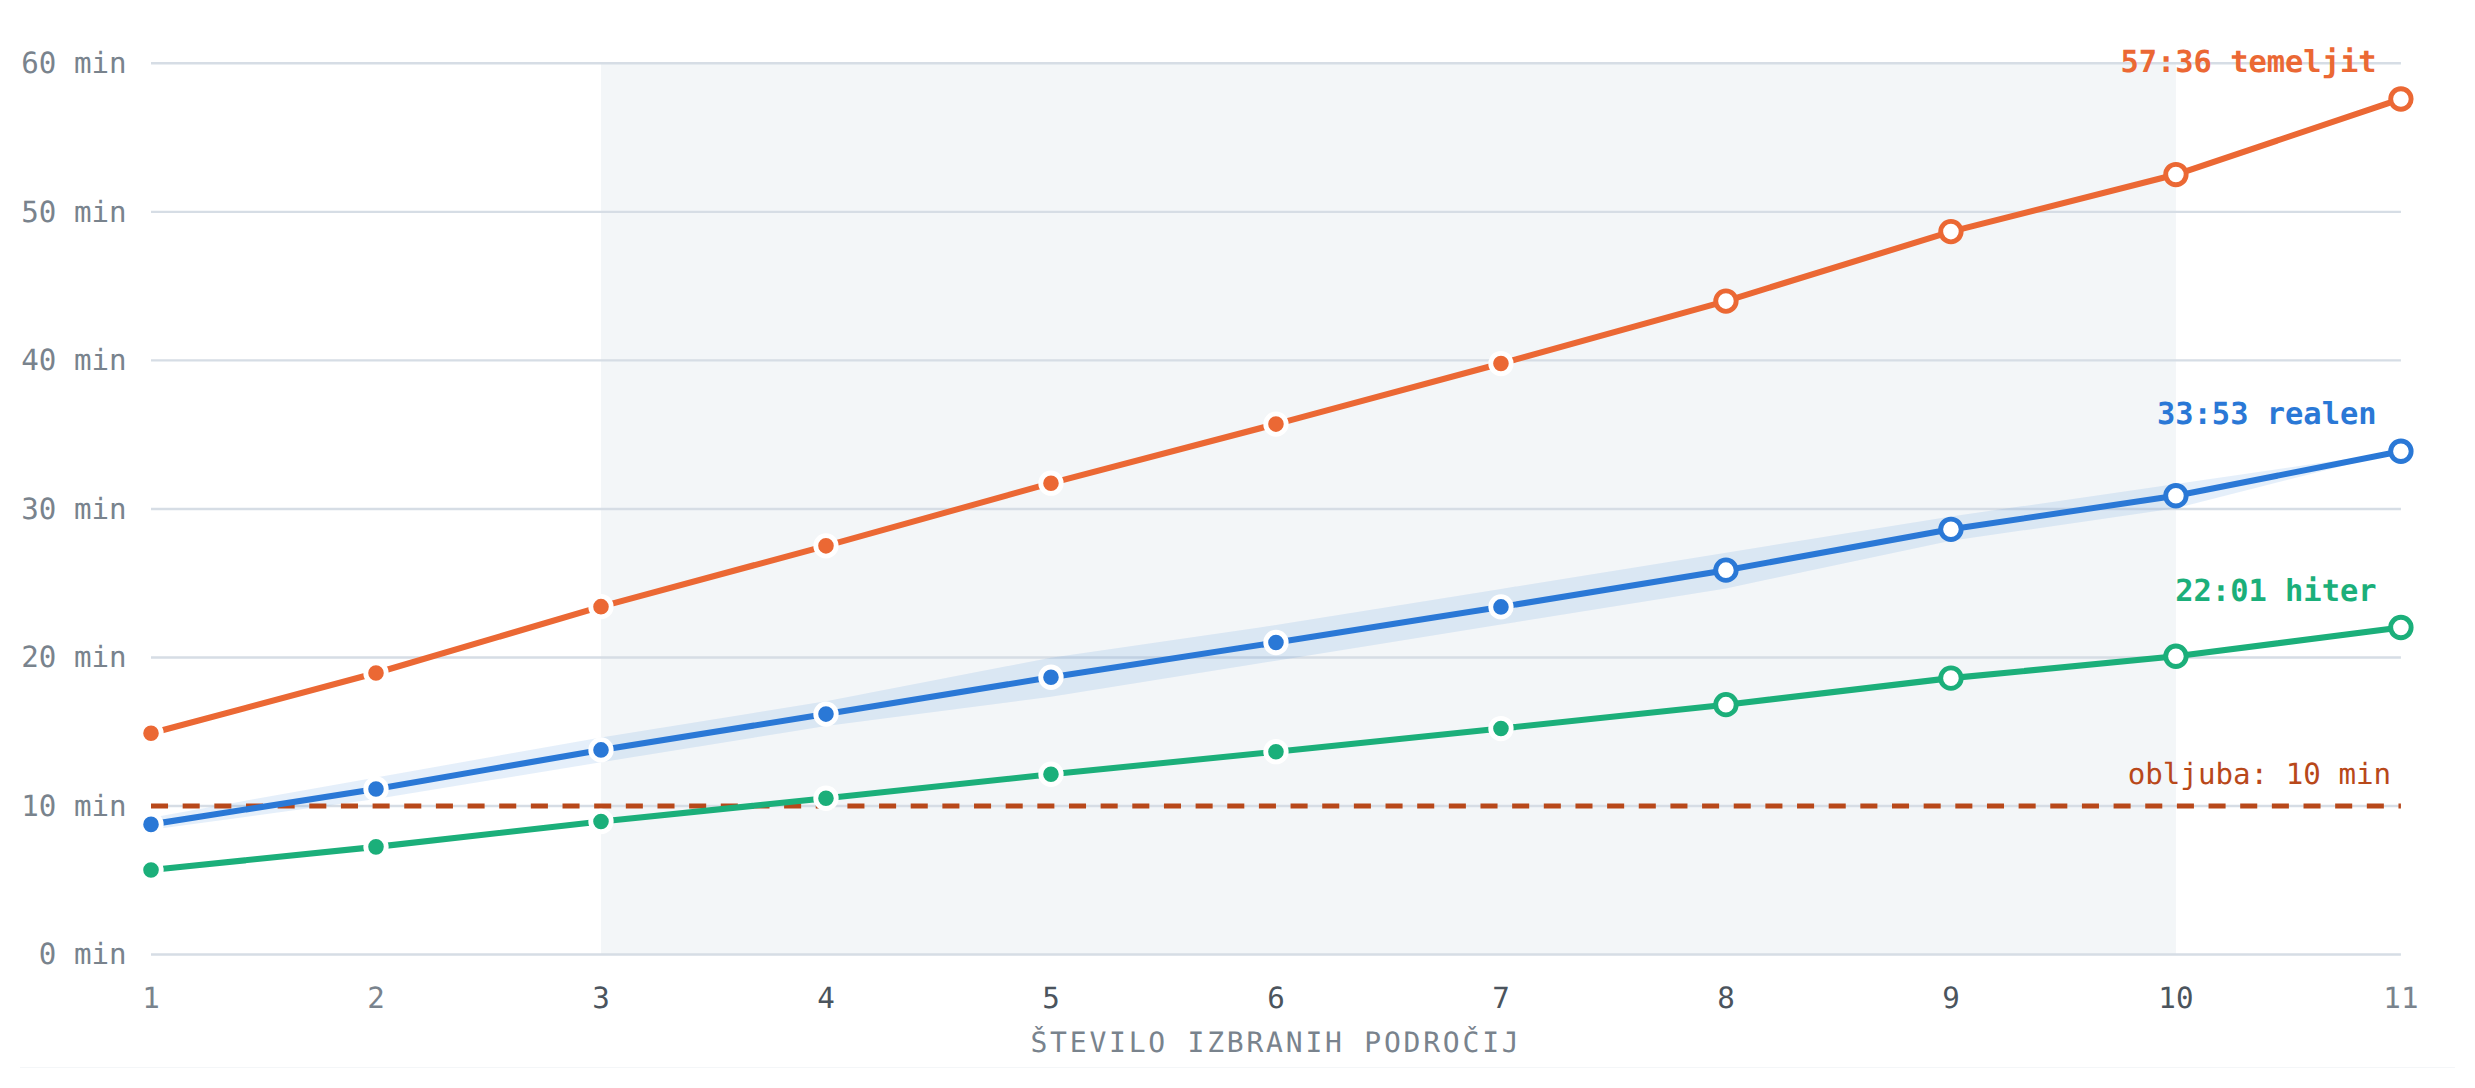 60 min
57:36 temeljit
50 min
40 min
33:53 realen
30 min
22:01 hiter
20 min
obljuba: 10 min
10 min
0 min
1 2 3 4 5 6 7 8 9 10 11
ŠTEVILO IZBRANIH PODROČIJ